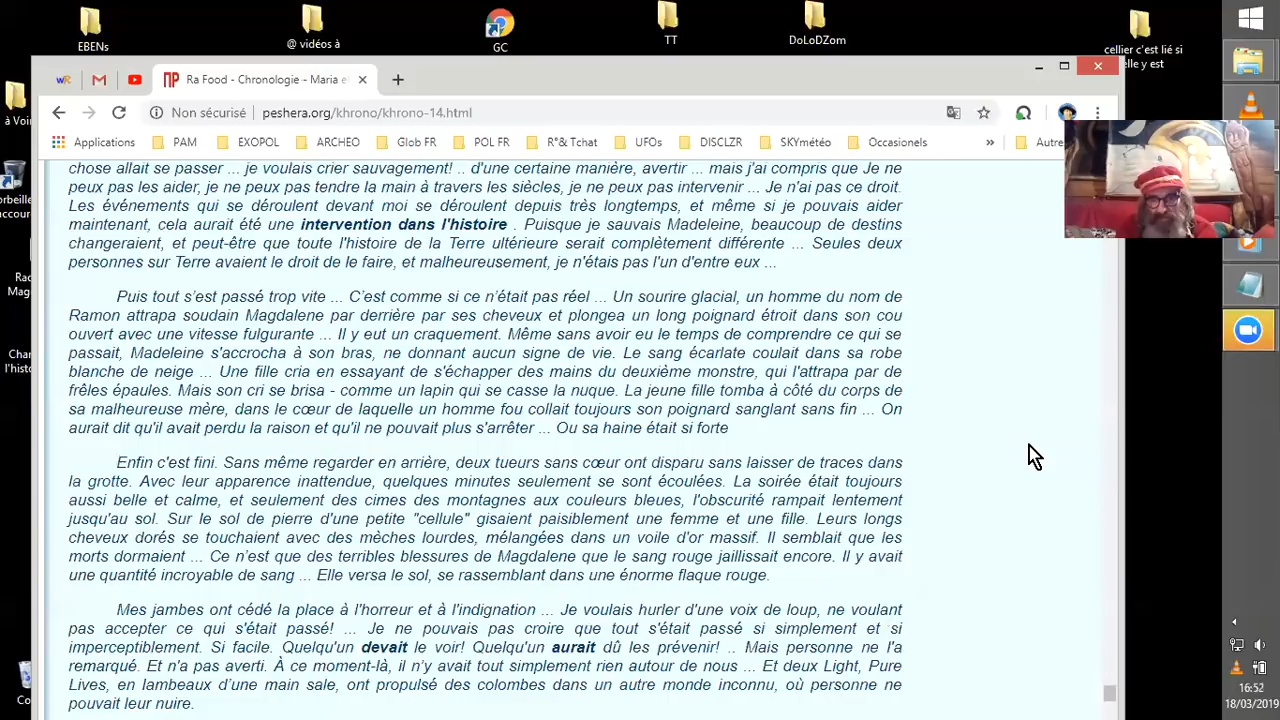 EBENs
@ vidéos à
GC
TT
DoLoDZom
cellier c'est lié si
elle y est
Ra Food - Chronologie - Maria e
Non sécurisé
peshera.org/khrono/khrono-14.html
Applications
PAM
EXOPOL
ARCHEO
Glob FR
POL FR
R°& Tchat
UFOs
DISCLZR
SKYmétéo
Occasionels
»
Autre
à Voir
orbeille
accour
Rac
Mag
Char
l'histo
Co
chose allait se passer ... je voulais crier sauvagement! .. d'une certaine manière, avertir ... mais j'ai compris que Je ne
peux pas les aider, je ne peux pas tendre la main à travers les siècles, je ne peux pas intervenir ... Je n'ai pas ce droit.
Les événements qui se déroulent devant moi se déroulent depuis très longtemps, et même si je pouvais aider
maintenant, cela aurait été une intervention dans l'histoire . Puisque je sauvais Madeleine, beaucoup de destins
changeraient, et peut-être que toute l'histoire de la Terre ultérieure serait complètement différente ... Seules deux
personnes sur Terre avaient le droit de le faire, et malheureusement, je n'étais pas l'un d'entre eux ...
Puis tout s'est passé trop vite ... C'est comme si ce n'était pas réel ... Un sourire glacial, un homme du nom de
Ramon attrapa soudain Magdalene par derrière par ses cheveux et plongea un long poignard étroit dans son cou
ouvert avec une vitesse fulgurante ... Il y eut un craquement. Même sans avoir eu le temps de comprendre ce qui se
passait, Madeleine s'accrocha à son bras, ne donnant aucun signe de vie. Le sang écarlate coulait dans sa robe
blanche de neige ... Une fille cria en essayant de s'échapper des mains du deuxième monstre, qui l'attrapa par de
frêles épaules. Mais son cri se brisa - comme un lapin qui se casse la nuque. La jeune fille tomba à côté du corps de
sa malheureuse mère, dans le cœur de laquelle un homme fou collait toujours son poignard sanglant sans fin ... On
aurait dit qu'il avait perdu la raison et qu'il ne pouvait plus s'arrêter ... Ou sa haine était si forte
Enfin c'est fini. Sans même regarder en arrière, deux tueurs sans cœur ont disparu sans laisser de traces dans
la grotte. Avec leur apparence inattendue, quelques minutes seulement se sont écoulées. La soirée était toujours
aussi belle et calme, et seulement des cimes des montagnes aux couleurs bleues, l'obscurité rampait lentement
jusqu'au sol. Sur le sol de pierre d'une petite "cellule" gisaient paisiblement une femme et une fille. Leurs longs
cheveux dorés se touchaient avec des mèches lourdes, mélangées dans un voile d'or massif. Il semblait que les
morts dormaient ... Ce n'est que des terribles blessures de Magdalene que le sang rouge jaillissait encore. Il y avait
une quantité incroyable de sang ... Elle versa le sol, se rassemblant dans une énorme flaque rouge.
Mes jambes ont cédé la place à l'horreur et à l'indignation ... Je voulais hurler d'une voix de loup, ne voulant
pas accepter ce qui s'était passé! ... Je ne pouvais pas croire que tout s'était passé si simplement et si
imperceptiblement. Si facile. Quelqu'un devait le voir! Quelqu'un aurait dû les prévenir! .. Mais personne ne l'a
remarqué. Et n'a pas averti. À ce moment-là, il n'y avait tout simplement rien autour de nous ... Et deux Light, Pure
Lives, en lambeaux d'une main sale, ont propulsé des colombes dans un autre monde inconnu, où personne ne
pouvait leur nuire.
16:52
18/03/2019